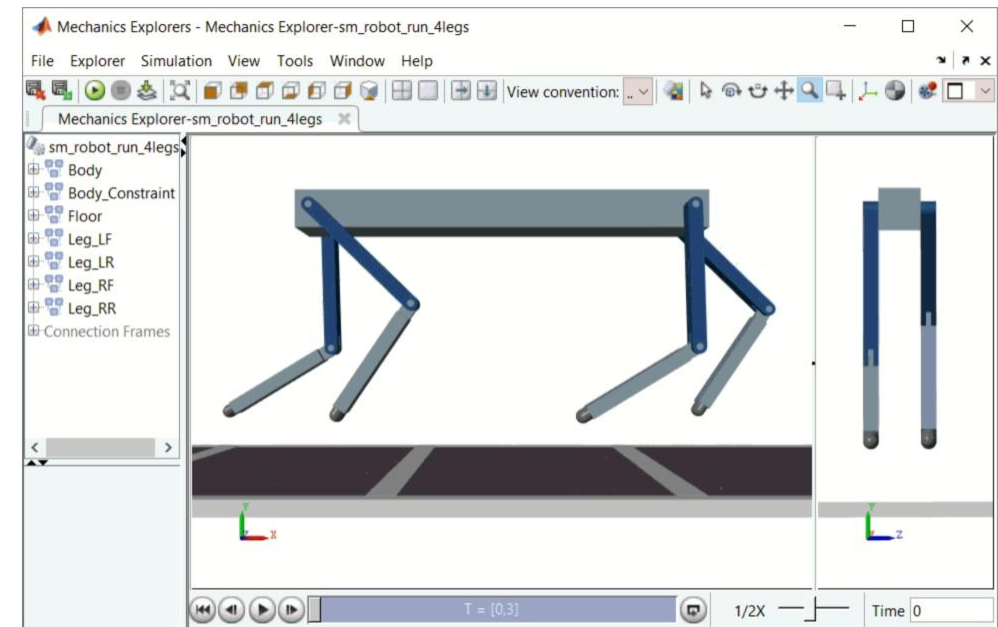 Mechanics Explorers - Mechanics Explorer-sm_robot_run_4legs
File Explorer Simulation View Tools Window Help
View convention: ..
Mechanics Explorer-sm_robot_run_4legs
sm_robot_run_4legs
Body
Body_Constraint
Floor
Leg_LF
Leg_LR
Leg_RF
Leg_RR
Connection Frames
Y
X
Y
Z
T = [0,3]
1/2X
Time 0